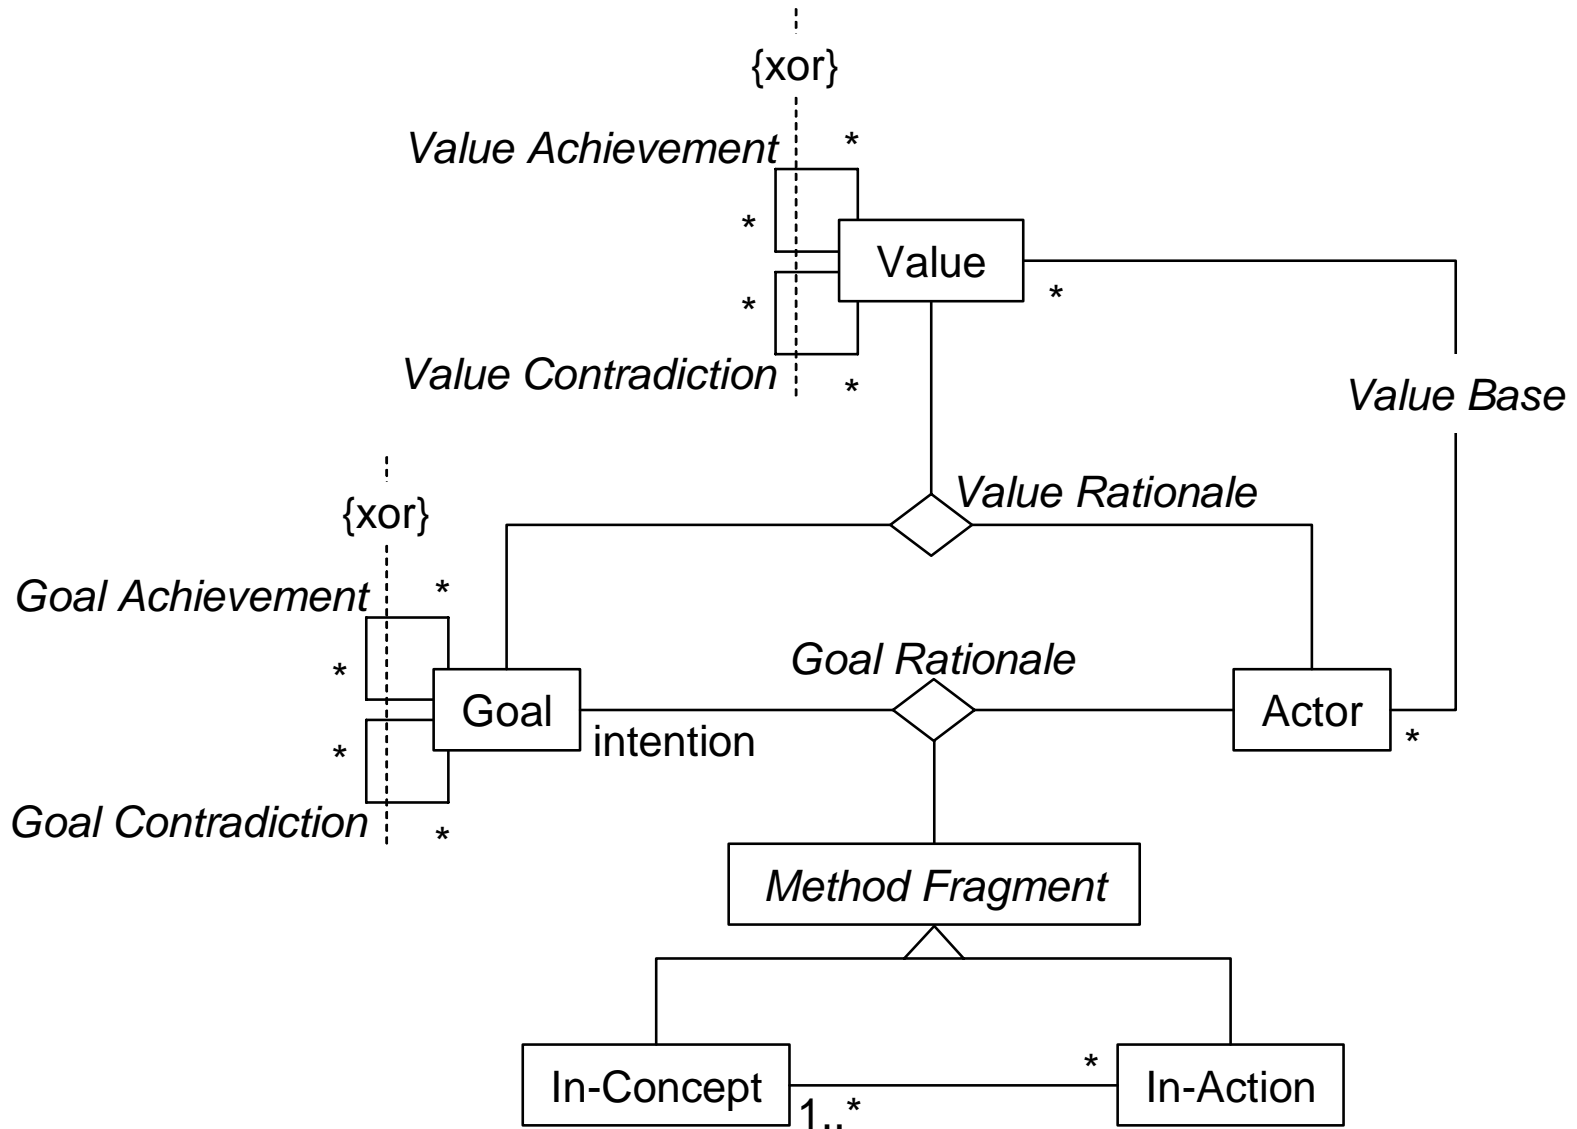 {xor}
Value Achievement
*
*
Value
*
*
Value Contradiction
*
Value Base
Value Rationale
{xor}
Goal Achievement
*
*
Goal Rationale
Goal
intention
Actor
*
*
Goal Contradiction
*
Method Fragment
In-Concept
1..*
*
In-Action